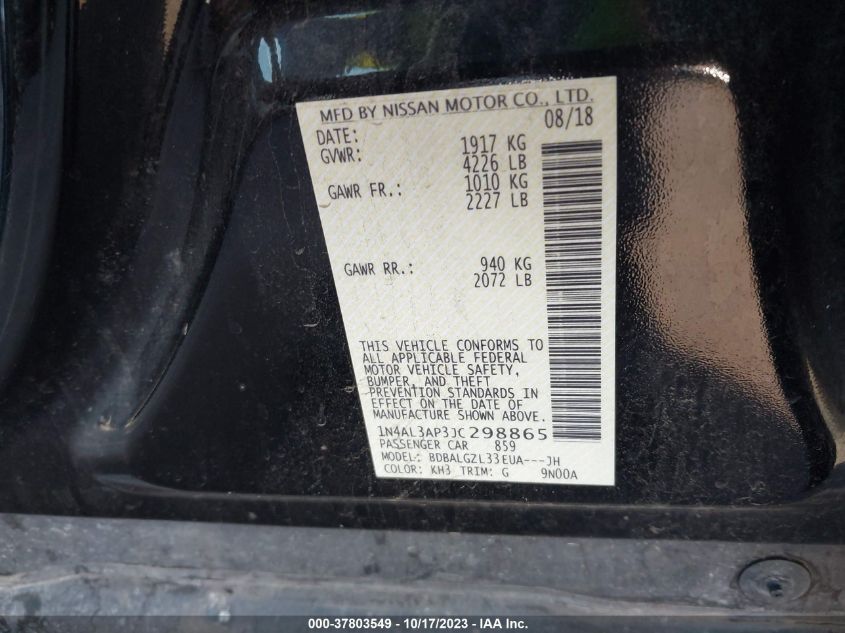 MFD BY NISSAN MOTOR CO., LTD.
DATE: 08/18
GVWR: 1917 KG
4226 LB
GAWR FR.: 1010 KG
2227 LB
GAWR RR.: 940 KG
2072 LB
THIS VEHICLE CONFORMS TO
ALL APPLICABLE FEDERAL
MOTOR VEHICLE SAFETY,
BUMPER, AND THEFT
PREVENTION STANDARDS IN
EFFECT ON THE DATE OF
MANUFACTURE SHOWN ABOVE.
1N4AL3AP3JC298865
PASSENGER CAR 859
MODEL: BDBALGZL33EUA---JH
COLOR: KH3 TRIM: G 9N00A
000-37803549 - 10/17/2023 - IAA Inc.